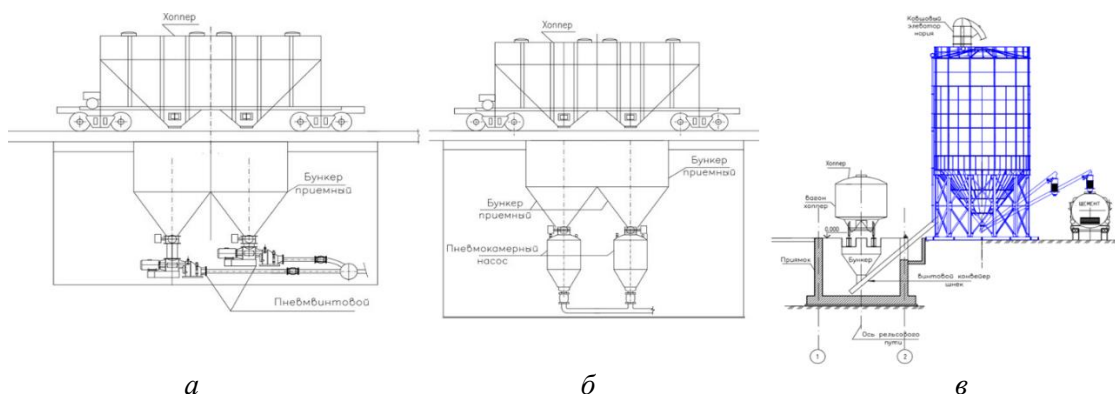 Хоппер
Бункер
приемный
Пневмвинтовой
а
Хоппер
Бункер
приемный
Бункер
приемный
Пневмокамерный
насос
б
Ковшовый
элеватор
нория
Хоппер
Вагон
хоппер
0,000
Приямок
Бункер
винтовой конвейер
шнек
ЦЕМЕНТ
Ось рельсового
пути
1
2
в